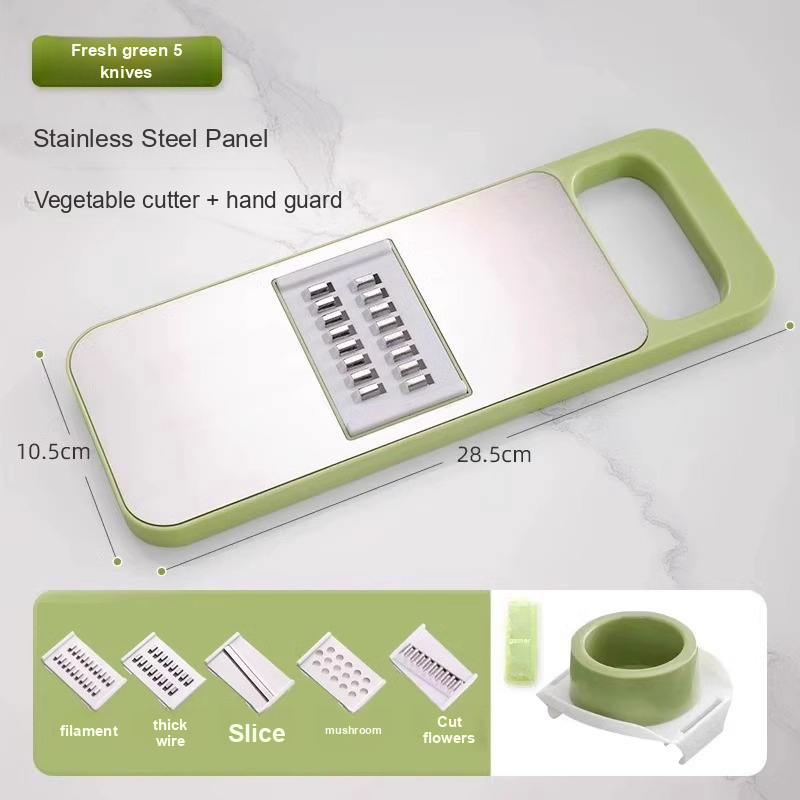 Fresh green 5
knives
Stainless Steel Panel
Vegetable cutter + hand guard
10.5cm
28.5cm
filament
thick
wire
Slice
mushroom
Cut
flowers